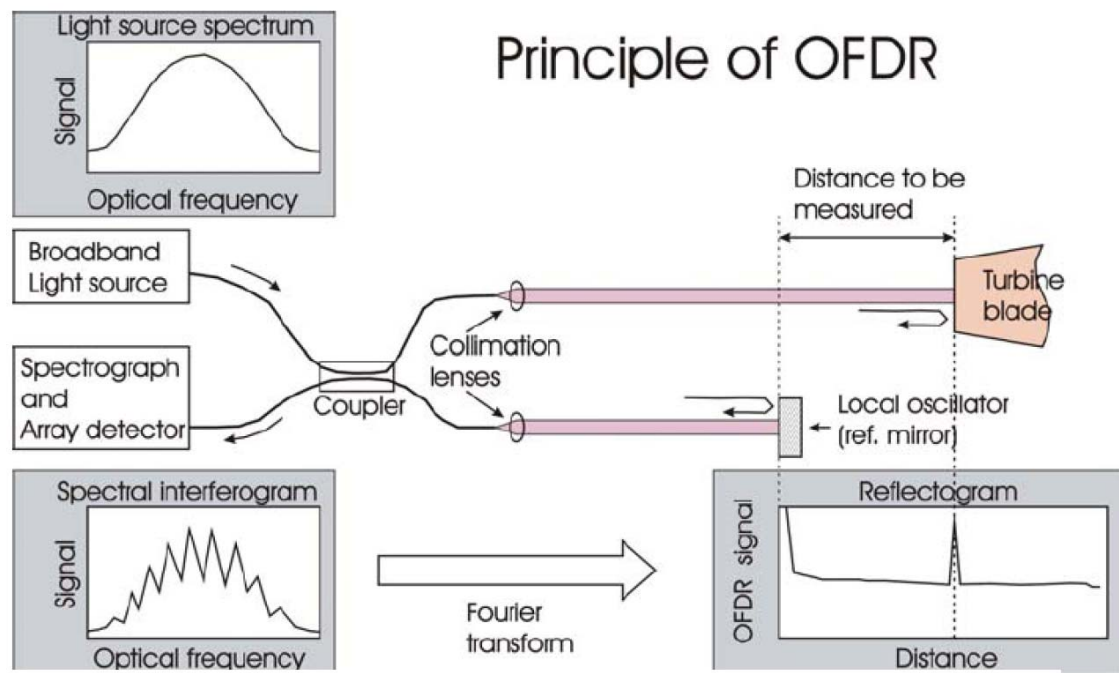 Light source spectrum
Signal
Optical frequency
Principle of OFDR
Distance to be
measured
Broadband
Light source
Turbine
blade
Collimation
lenses
Spectrograph
and
Array detector
Coupler
Local oscillator
(ref. mirror)
Spectral interferogram
Signal
Optical frequency
Fourier
transform
Reflectogram
OFDR signal
Distance